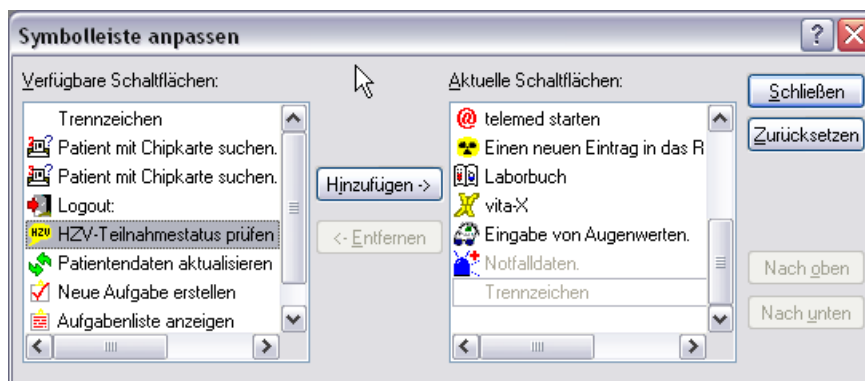 Symbolleiste anpassen
Verfügbare Schaltflächen:
Trennzeichen
Patient mit Chipkarte suchen.
Patient mit Chipkarte suchen.
Logout:
HZV HZV-Teilnahmestatus prüfen
Patientendaten aktualisieren
Neue Aufgabe erstellen
Aufgabenliste anzeigen
Hinzufügen ->
<- Entfernen
Aktuelle Schaltflächen:
@ telemed starten
Einen neuen Eintrag in das R
Laborbuch
vita-X
Eingabe von Augenwerten.
Notfalldaten.
Trennzeichen
Schließen
Zurücksetzen
Nach oben
Nach unten